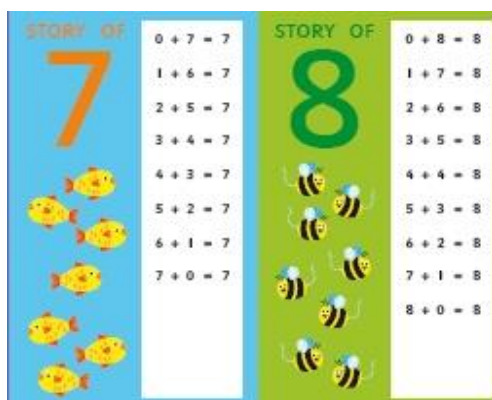 STORY OF
7
0 + 7 = 7
1 + 6 = 7
2 + 5 = 7
3 + 4 = 7
4 + 3 = 7
5 + 2 = 7
6 + 1 = 7
7 + 0 = 7
STORY OF
8
0 + 8 = 8
1 + 7 = 8
2 + 6 = 8
3 + 5 = 8
4 + 4 = 8
5 + 3 = 8
6 + 2 = 8
7 + 1 = 8
8 + 0 = 8